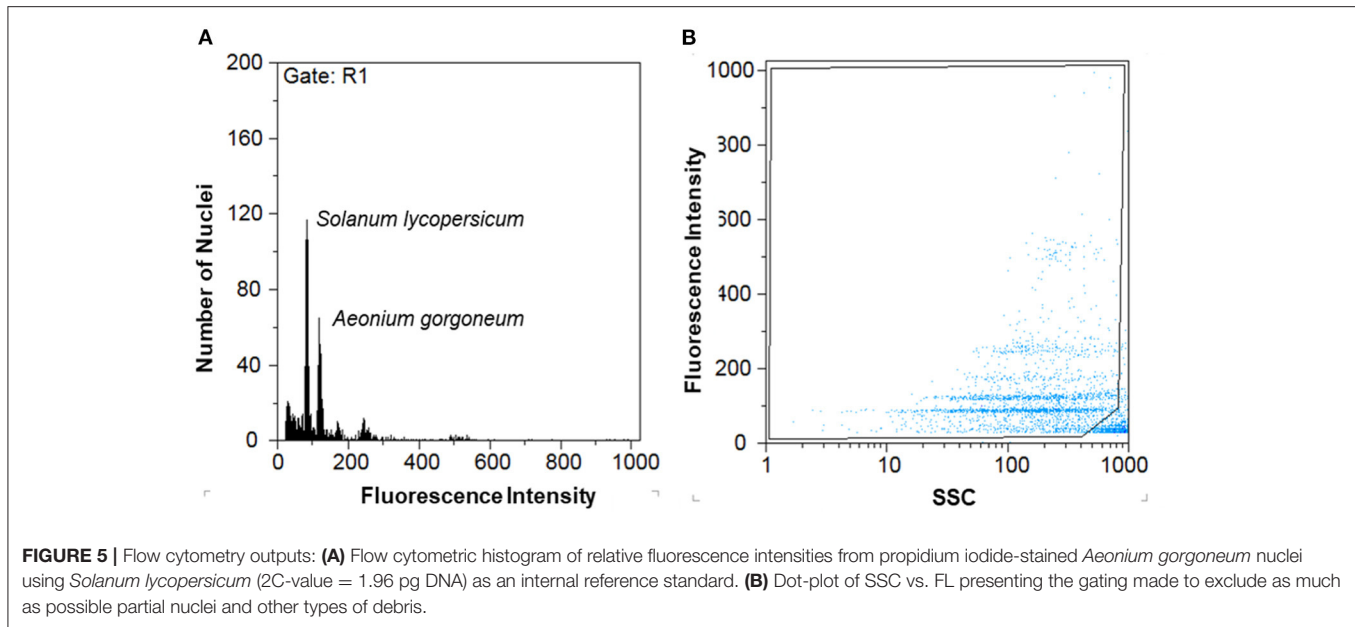 A
200
Gate: R1
160
120
80
40
0
Number of Nuclei
Solanum lycopersicum
Aeonium gorgoneum
0 200 400 600 800 1000
Fluorescence Intensity
B
1000
800
600
400
200
0
Fluorescence Intensity
1 10 100 1000
SSC
FIGURE 5 | Flow cytometry outputs: (A) Flow cytometric histogram of relative fluorescence intensities from propidium iodide-stained Aeonium gorgoneum nuclei
using Solanum lycopersicum (2C-value = 1.96 pg DNA) as an internal reference standard. (B) Dot-plot of SSC vs. FL presenting the gating made to exclude as much
as possible partial nuclei and other types of debris.